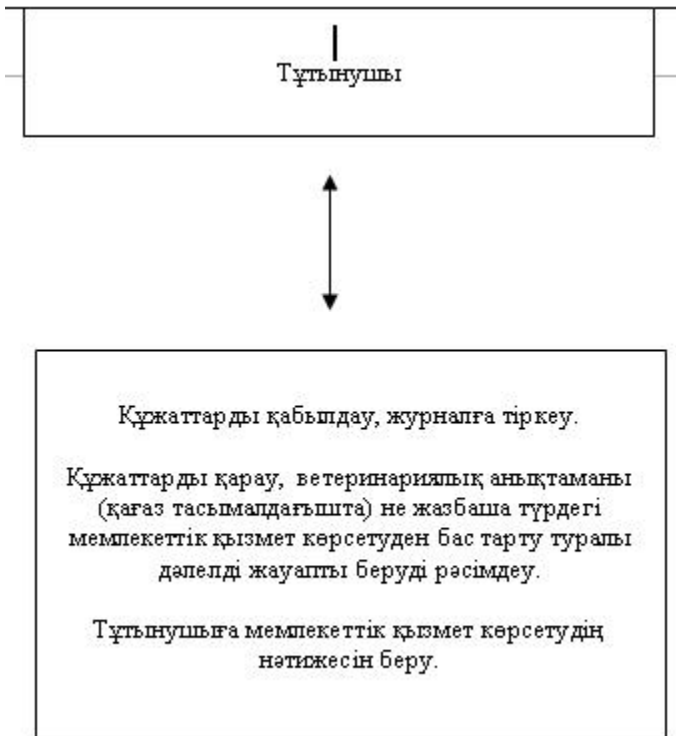 Тұтынушы
Құжаттарды қабылдау, журналға тіркеу.
Құжаттарды қарау, ветеринариялық анықтаманы
(қағаз тасымалдағышта) не жазбаша түрдегі
мемлекеттік қызмет көрсетуден бас тарту туралы
дәлелді жауапты беруді рәсімдеу.
Тұтынушыға мемлекеттік қызмет көрсетудің
нәтижесін беру.